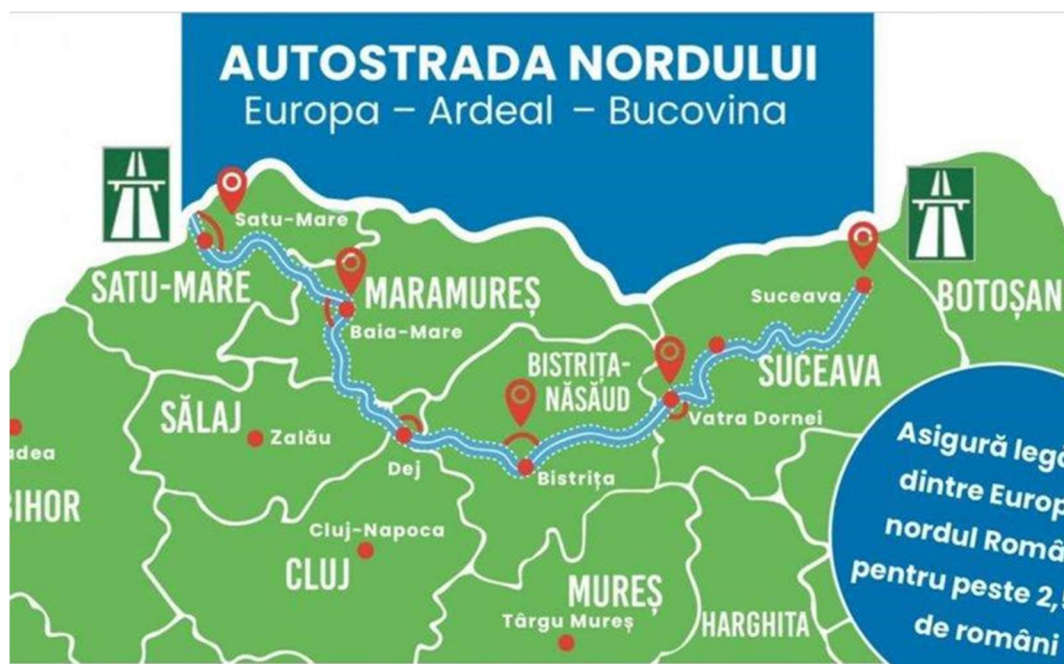 AUTOSTRADA NORDULUI
Europa – Ardeal – Bucovina
Satu-Mare
SATU-MARE
MARAMUREȘ
Baia-Mare
Suceava
BOTOȘAN
SUCEAVA
BISTRIȚA-
NĂSĂUD
SĂLAJ
Zalău
Vatra Dornei
adea
Dej
Bistrița
BIHOR
Cluj-Napoca
CLUJ
MUREȘ
Târgu Mureș
HARGHITA
Asigură leg
dintre Europ
nordul Rom
pentru peste 2,
de români